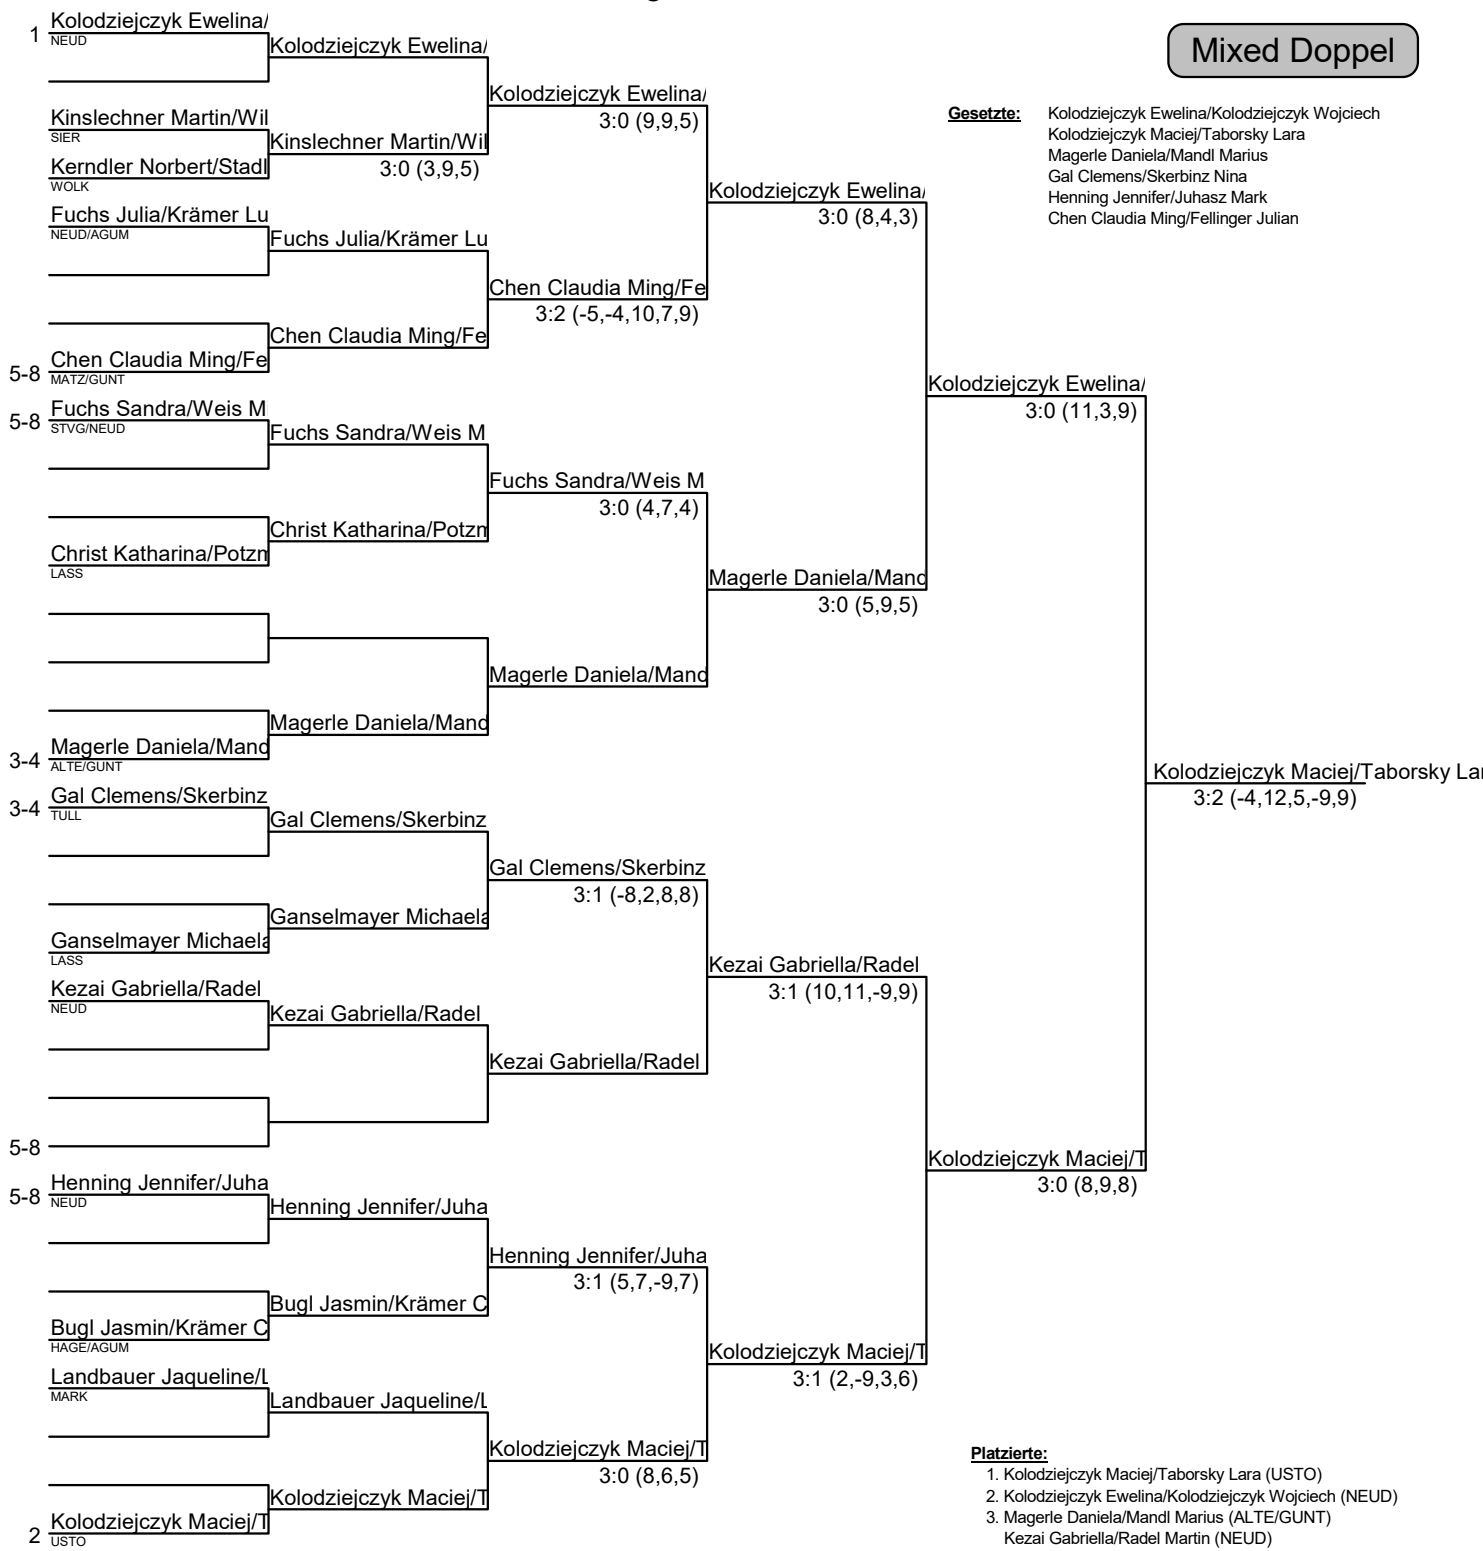 Mixed Doppel
Gesetzte: Kolodziejczyk Ewelina/Kolodziejczyk Wojciech
Kolodziejczyk Maciej/Taborsky Lara
Magerle Daniela/Mandl Marius
Gal Clemens/Skerbinz Nina
Henning Jennifer/Juhasz Mark
Chen Claudia Ming/Fellinger Julian
1 Kolodziejczyk Ewelina/
NEUD
Kinslechner Martin/Wil
SIER
Kerndler Norbert/Stadl
WOLK
Fuchs Julia/Krämer Lu
NEUD/AGUM
5-8 Chen Claudia Ming/Fe
MATZ/GUNT
5-8 Fuchs Sandra/Weis M
STVG/NEUD
Christ Katharina/Potzm
LASS
3-4 Magerle Daniela/Mand
ALTE/GUNT
3-4 Gal Clemens/Skerbinz
TULL
Ganselmayer Michaela
LASS
Kezai Gabriella/Radel
NEUD
5-8
5-8 Henning Jennifer/Juha
NEUD
Bugl Jasmin/Krämer C
HAGE/AGUM
Landbauer Jaqueline/L
MARK
2 Kolodziejczyk Maciej/T
USTO
Kolodziejczyk Ewelina/
Kinslechner Martin/Wil
3:0 (3,9,5)
Fuchs Julia/Krämer Lu
Chen Claudia Ming/Fe
Fuchs Sandra/Weis M
Christ Katharina/Potzm
Magerle Daniela/Mand
Gal Clemens/Skerbinz
Ganselmayer Michaela
Kezai Gabriella/Radel
Henning Jennifer/Juha
Bugl Jasmin/Krämer C
Landbauer Jaqueline/L
Kolodziejczyk Maciej/T
Kolodziejczyk Ewelina/
3:0 (9,9,5)
Chen Claudia Ming/Fe
3:2 (-5,-4,10,7,9)
Fuchs Sandra/Weis M
3:0 (4,7,4)
Magerle Daniela/Mand
Gal Clemens/Skerbinz
3:1 (-8,2,8,8)
Kezai Gabriella/Radel
Henning Jennifer/Juha
3:1 (5,7,-9,7)
Kolodziejczyk Maciej/T
3:0 (8,6,5)
Kolodziejczyk Ewelina/
3:0 (8,4,3)
Magerle Daniela/Mand
3:0 (5,9,5)
Kezai Gabriella/Radel
3:1 (10,11,-9,9)
Kolodziejczyk Maciej/T
3:1 (2,-9,3,6)
Kolodziejczyk Ewelina/
3:0 (11,3,9)
Kolodziejczyk Maciej/T
3:0 (8,9,8)
Kolodziejczyk Maciej/Taborsky Lar
3:2 (-4,12,5,-9,9)
Platzierte:
1. Kolodziejczyk Maciej/Taborsky Lara (USTO)
2. Kolodziejczyk Ewelina/Kolodziejczyk Wojciech (NEUD)
3. Magerle Daniela/Mandl Marius (ALTE/GUNT)
Kezai Gabriella/Radel Martin (NEUD)